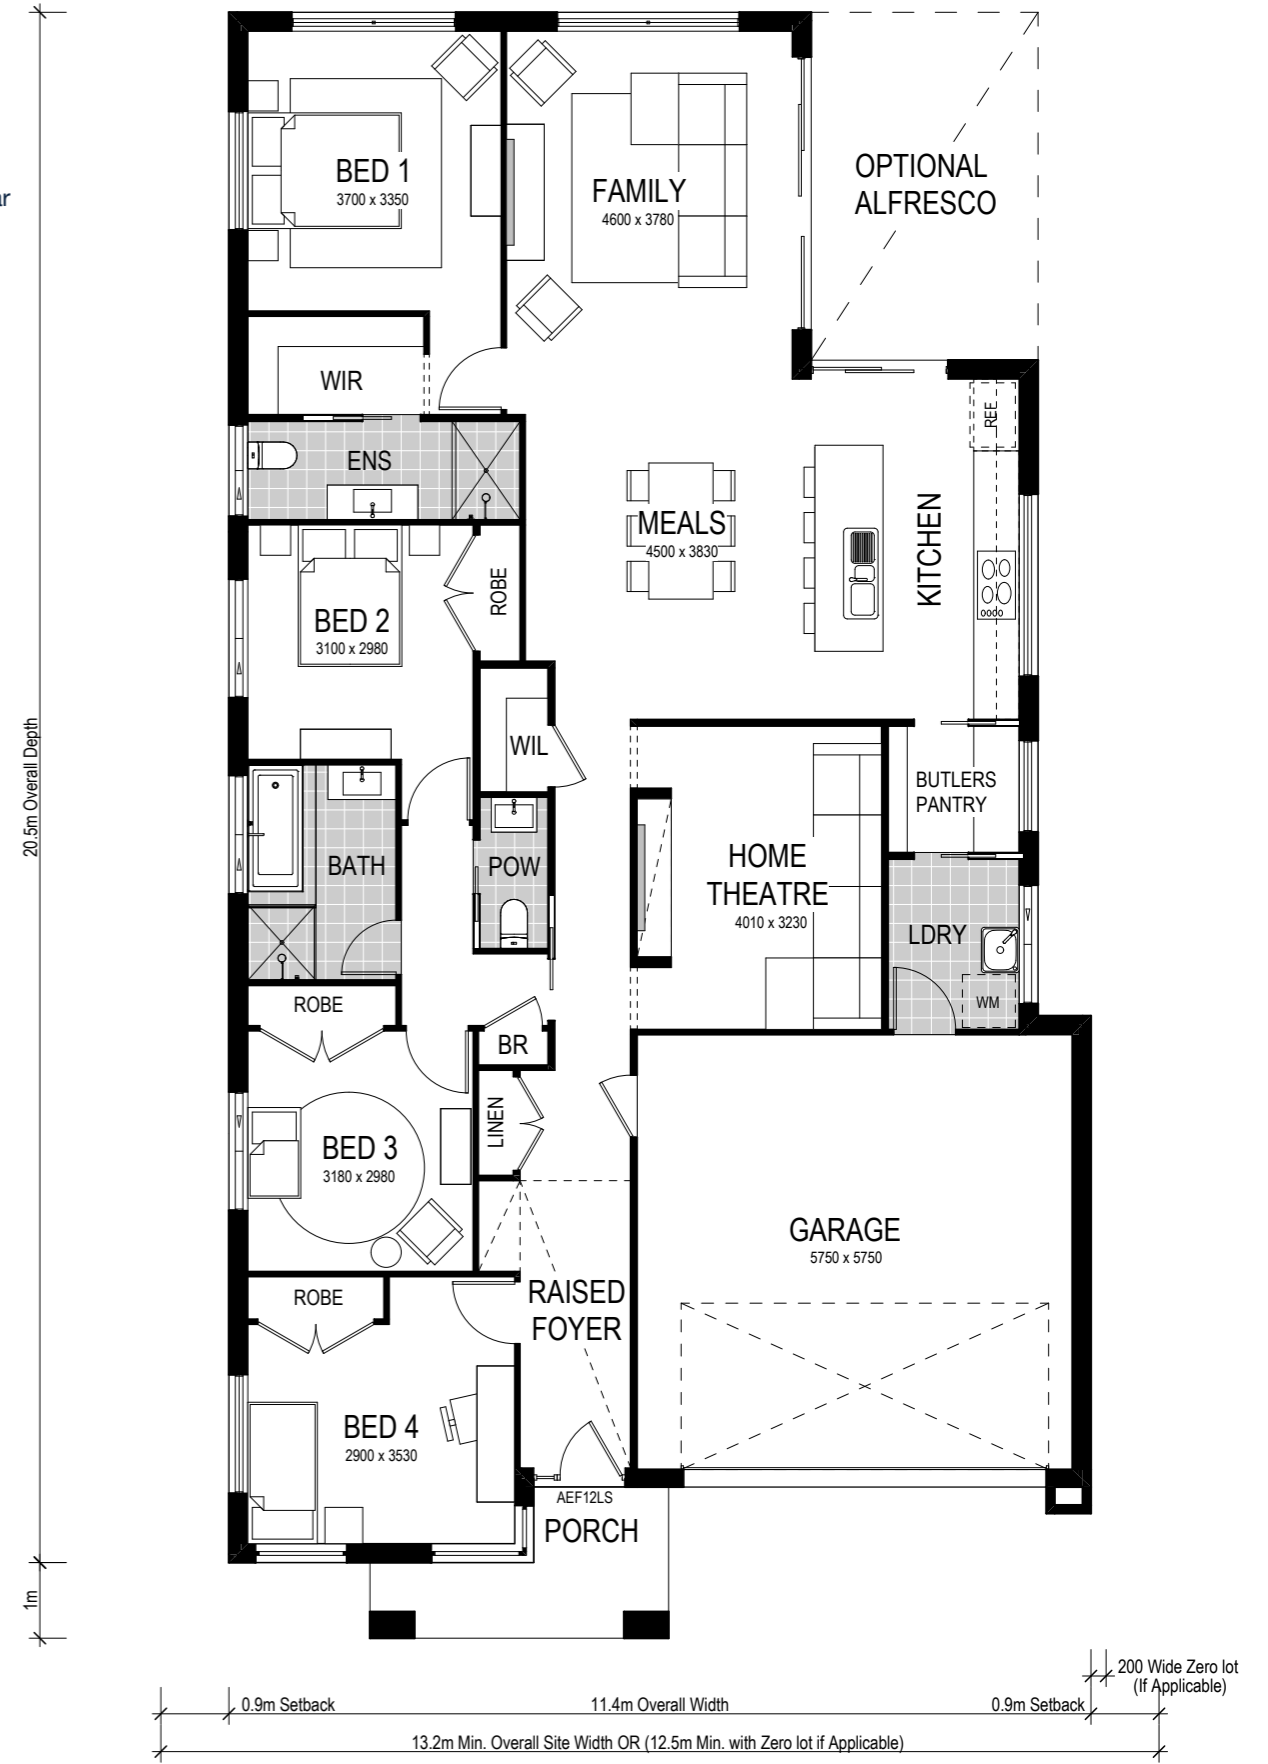 ar
BED 1
3700 x 3350
FAMILY
4600 x 3780
OPTIONAL
ALFRESCO
WIR
REF
ENS
MEALS
4500 x 3830
KITCHEN
BED 2
3100 x 2980
ROBE
WIL
BUTLERS
PANTRY
20.5m Overall Depth
BATH
POW
HOME
THEATRE
4010 x 3230
LDRY
WM
ROBE
BR
LINEN
BED 3
3180 x 2980
GARAGE
5750 x 5750
ROBE
RAISED
FOYER
BED 4
2900 x 3530
AEF12LS
PORCH
1m
200 Wide Zero lot
(If Applicable)
0.9m Setback
11.4m Overall Width
0.9m Setback
13.2m Min. Overall Site Width OR (12.5m Min. with Zero lot if Applicable)